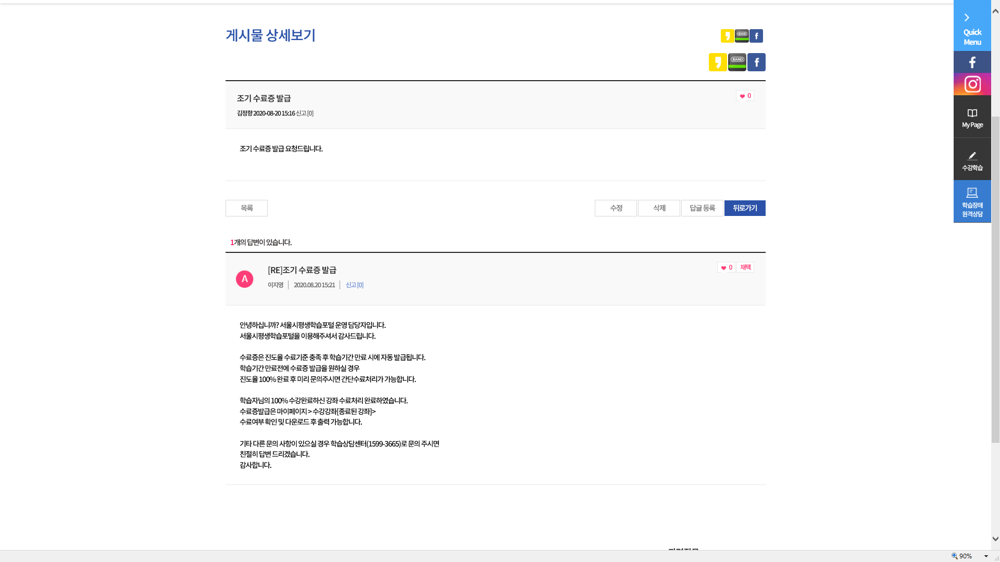 게시물 상세보기
BAND
BAND
조기 수료증 발급
0
김정향 2020-08-20 15:16 신고 [0]
조기 수료증 발급 요청드립니다.
목록
수정
삭제
답글 등록
뒤로가기
1개의 답변이 있습니다.
A
[RE]조기 수료증 발급
0
채택
이지영
2020.08.20 15:21
신고 [0]
안녕하십니까? 서울시평생학습포털 운영 담당자입니다.
서울시평생학습포털을 이용해주셔서 감사드립니다.
수료증은 진도율 수료기준 충족 후 학습기간 만료 시에 자동 발급됩니다.
학습기간 만료전에 수료증 발급을 원하실 경우
진도율 100% 완료 후 미리 문의주시면 간단수료처리가 가능합니다.
학습자님의 100% 수강완료하신 강좌 수료처리 완료하였습니다.
수료증발급은 마이페이지 > 수강강좌[종료된 강좌]>
수료여부 확인 및 다운로드 후 출력 가능합니다.
기타 다른 문의 사항이 있으실 경우 학습상담센터(1599-3665)로 문의 주시면
친절히 답변 드리겠습니다.
감사합니다.
Quick
Menu
My Page
수강학습
학습장애
원격상담
90%